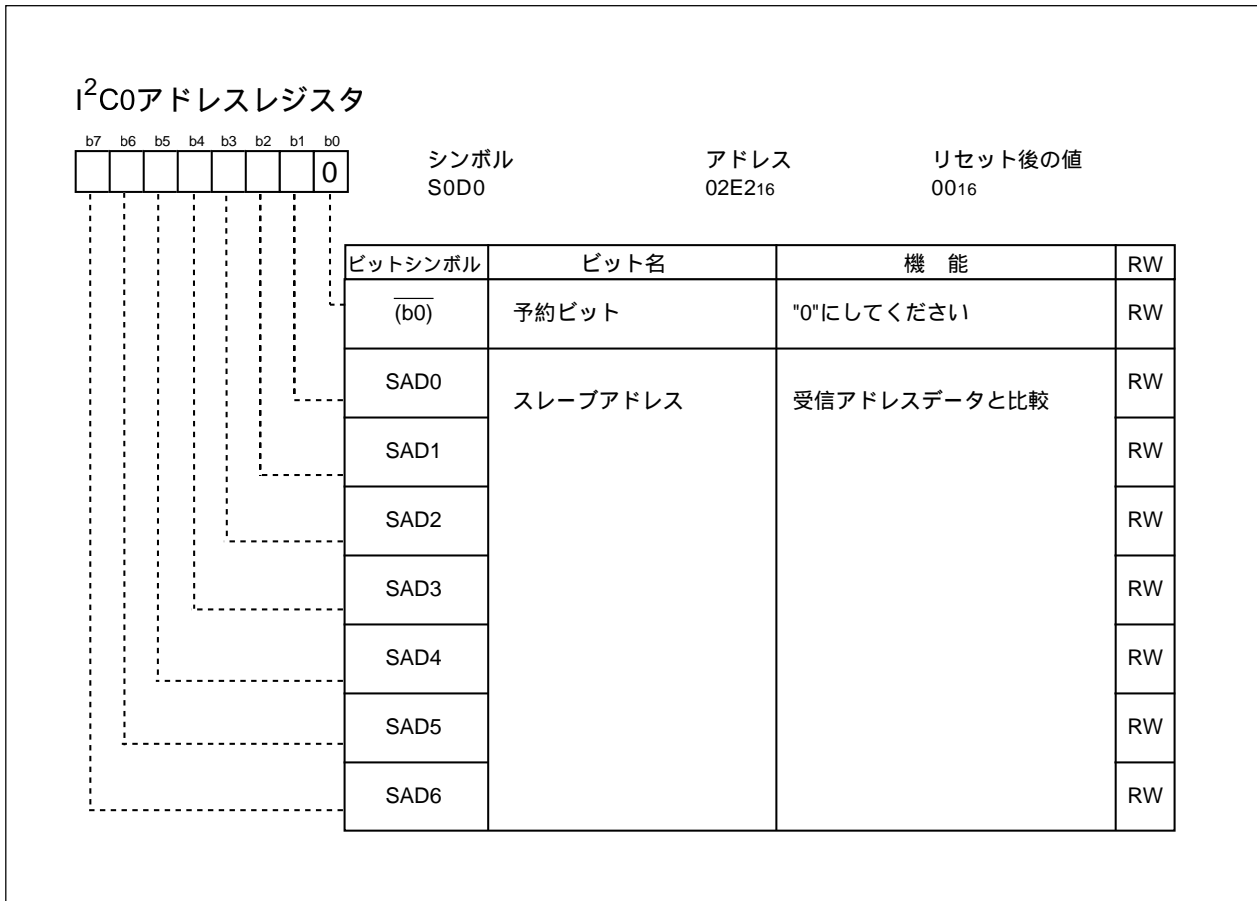 I²C0アドレスレジスタ
b7 b6 b5 b4 b3 b2 b1 b0
0
シンボル アドレス リセット後の値
S0D0 02E216 0016
ビットシンボル ビット名 機 能 RW
(b0) 予約ビット "0"にしてください RW
SAD0 スレーブアドレス 受信アドレスデータと比較 RW
SAD1 RW
SAD2 RW
SAD3 RW
SAD4 RW
SAD5 RW
SAD6 RW